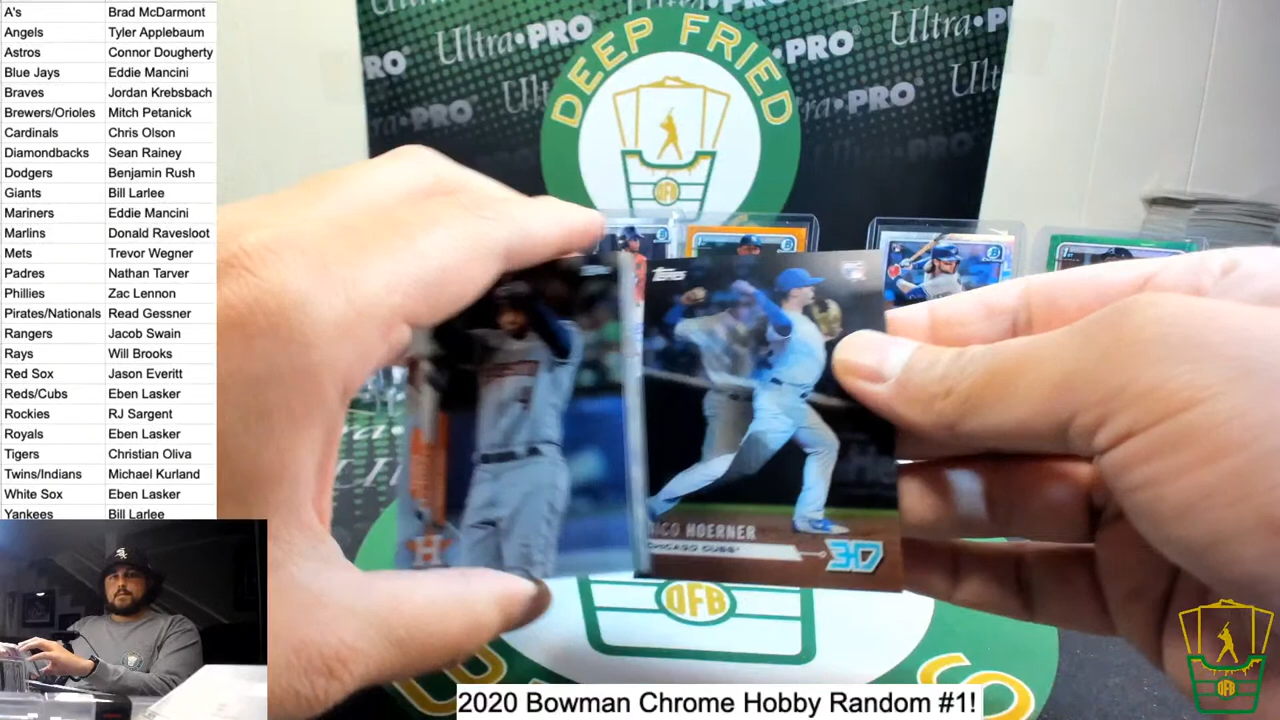 A's Brad McDarmont
Angels Tyler Applebaum
Astros Connor Dougherty
Blue Jays Eddie Mancini
Braves Jordan Krebsbach
Brewers/Orioles Mitch Petanick
Cardinals Chris Olson
Diamondbacks Sean Rainey
Dodgers Benjamin Rush
Giants Bill Larlee
Mariners Eddie Mancini
Marlins Donald Ravesloot
Mets Trevor Wegner
Padres Nathan Tarver
Phillies Zac Lennon
Pirates/Nationals Read Gessner
Rangers Jacob Swain
Rays Will Brooks
Red Sox Jason Everitt
Reds/Cubs Eben Lasker
Rockies RJ Sargent
Royals Eben Lasker
Tigers Christian Oliva
Twins/Indians Michael Kurland
White Sox Eben Lasker
Yankees Bill Larlee
Ultra•PRO
Ultra•PRO
PRO
DEEP FRIED
DFB
Topps
NICO HOERNER
CHICAGO CUBS
3D
H
DFB
DFB
2020 Bowman Chrome Hobby Random #1!